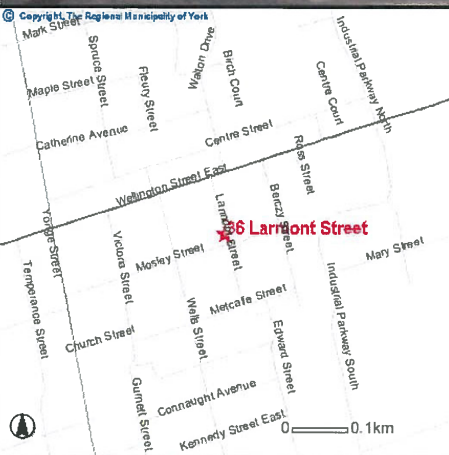 © Copyright, The Regional Municipality of York
Mark Street
Spruce Street
Fleury Street
Walton Drive
Birch Court
Industrial Parkway North
Centre Court
Maple Street
Catherine Avenue
Centre Street
Ross Street
Wellington Street East
Yonge Street
Temperance Street
Victoria Street
Mosley Street
Larmont Street
36 Larmont Street
Berczy Street
Mary Street
Industrial Parkway South
Metcalfe Street
Wells Street
Church Street
Edward Street
Connaught Avenue
Gurnett Street
Kennedy Street East
0 0.1km